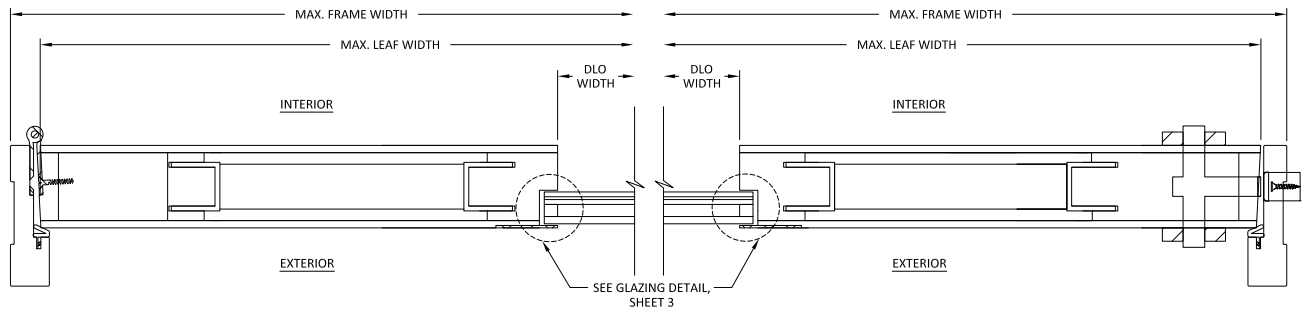 MAX. FRAME WIDTH
MAX. FRAME WIDTH
MAX. LEAF WIDTH
MAX. LEAF WIDTH
DLO
WIDTH
DLO
WIDTH
INTERIOR
INTERIOR
EXTERIOR
EXTERIOR
SEE GLAZING DETAIL,
SHEET 3